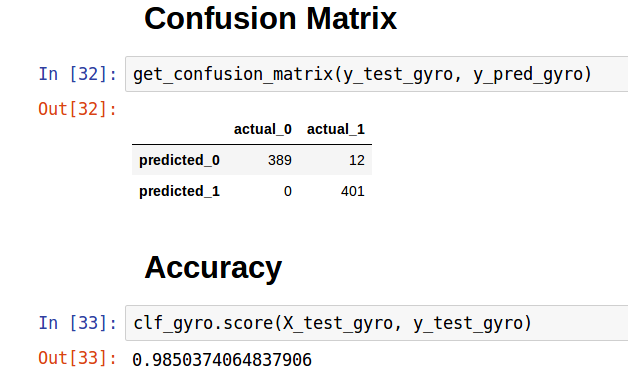 Confusion Matrix
In [32]: get_confusion_matrix(y_test_gyro, y_pred_gyro)
Out[32]:
actual_0 actual_1
predicted_0 389 12
predicted_1 0 401
Accuracy
In [33]: clf_gyro.score(X_test_gyro, y_test_gyro)
Out[33]: 0.9850374064837906